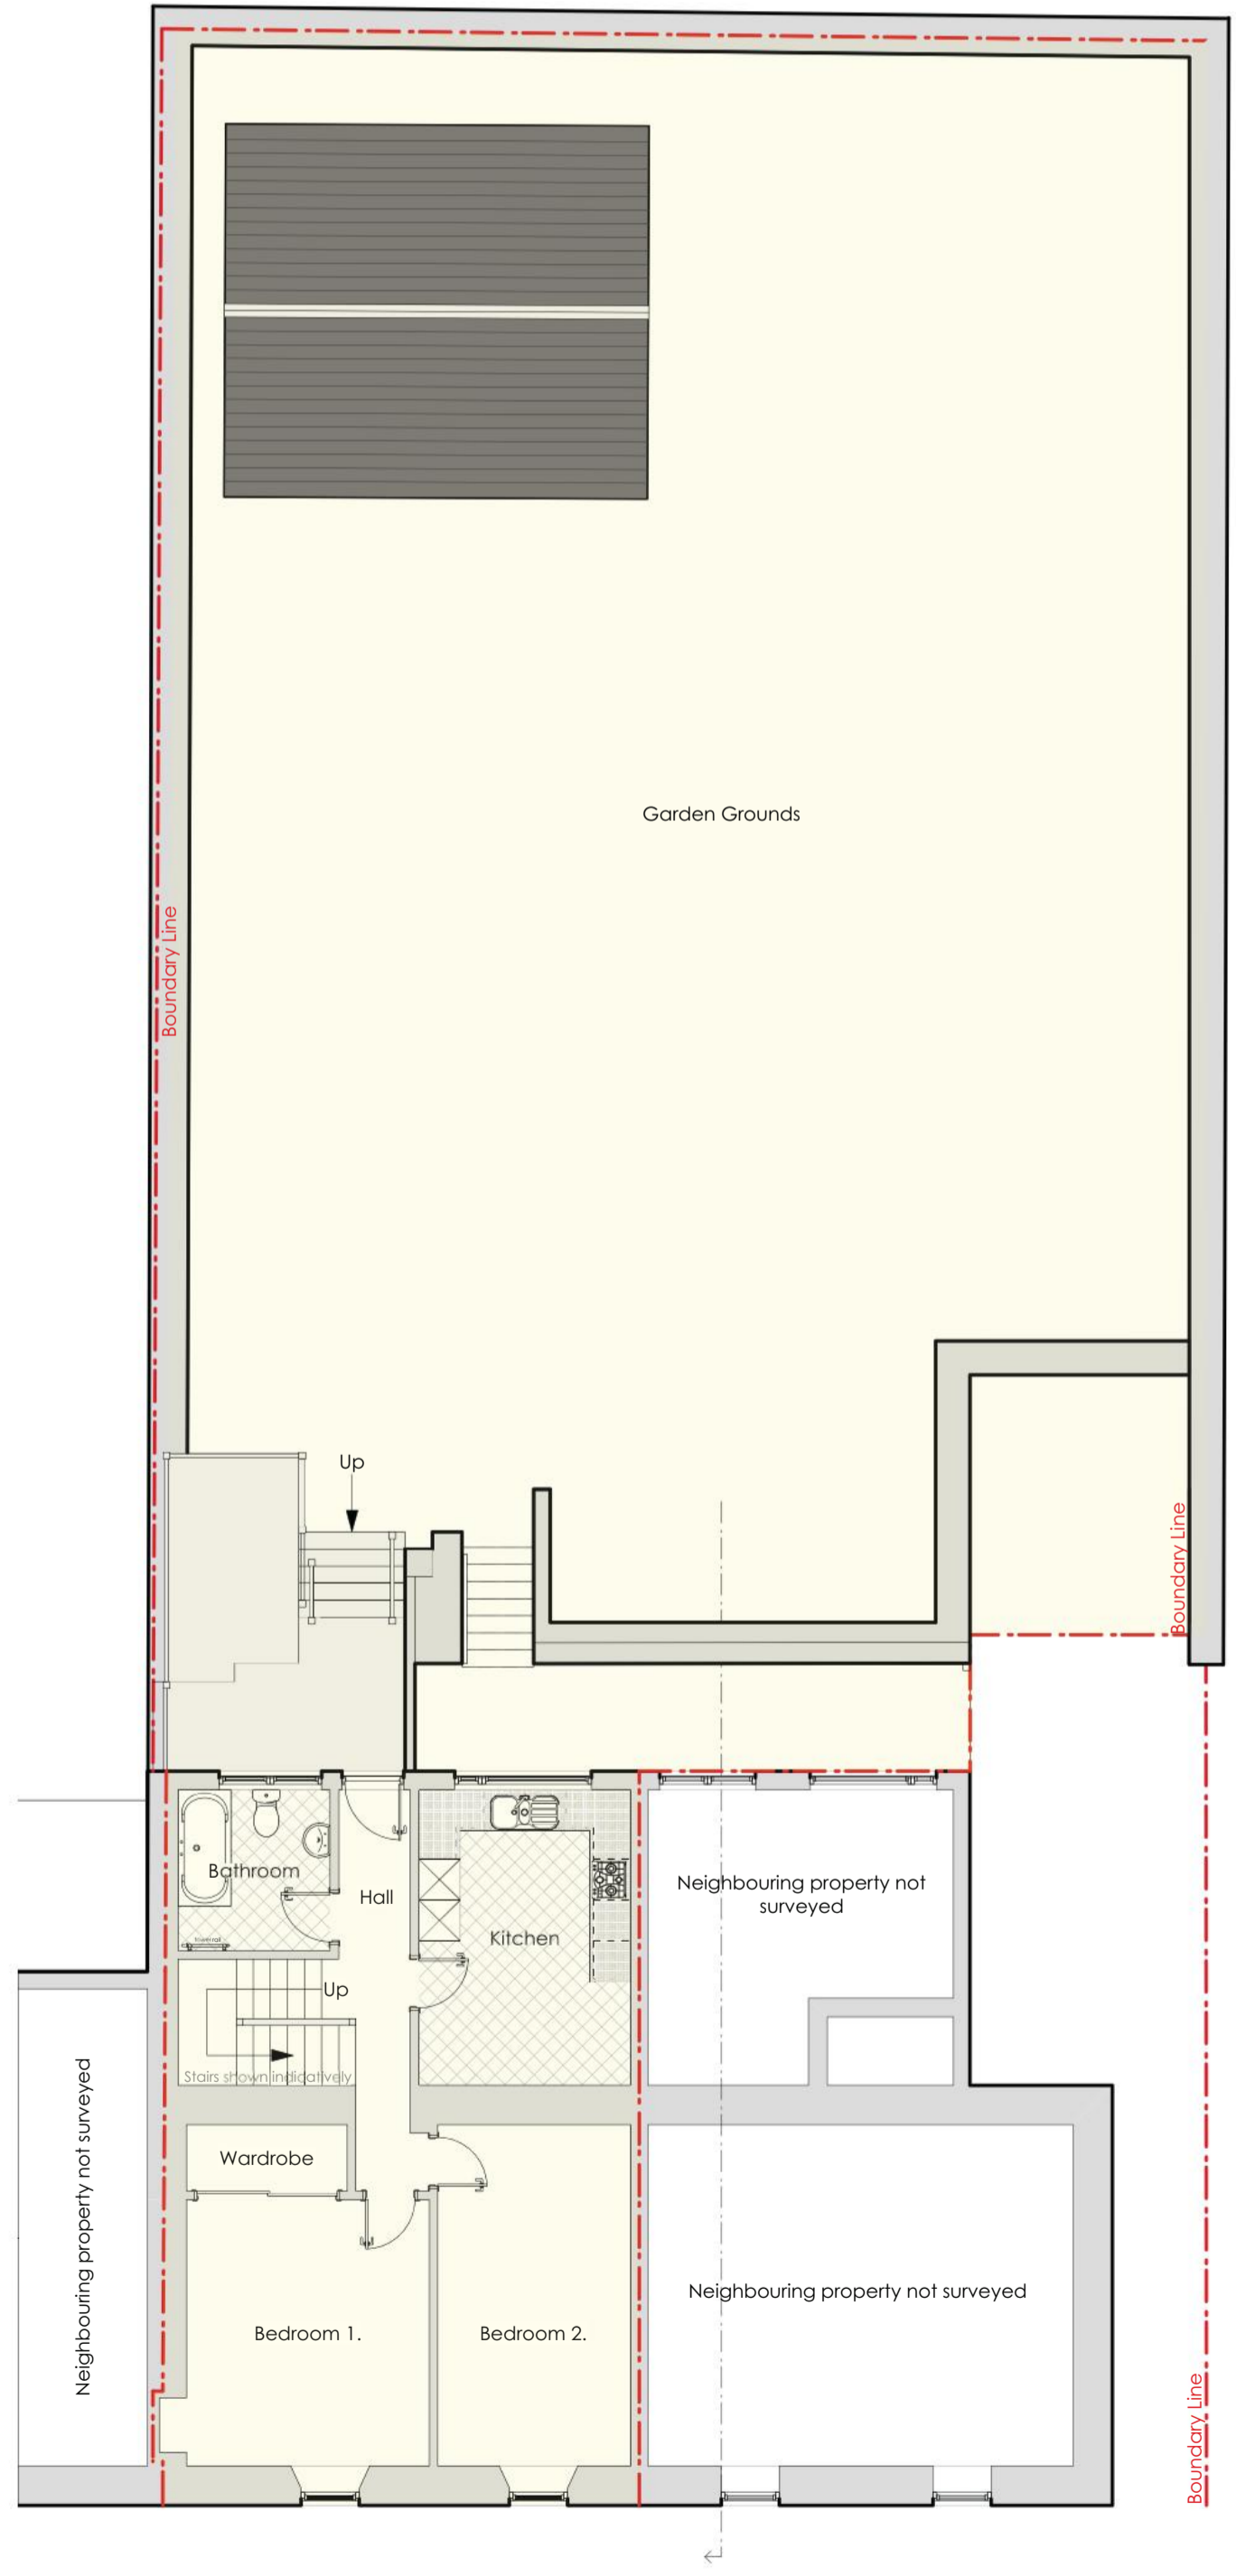 Garden Grounds
Boundary Line
Up
Boundary Line
Bathroom
Hall
Kitchen
Neighbouring property not
surveyed
Up
Stairs shown indicatively
Neighbouring property not surveyed
Wardrobe
Neighbouring property not surveyed
Bedroom 1.
Bedroom 2.
Boundary Line